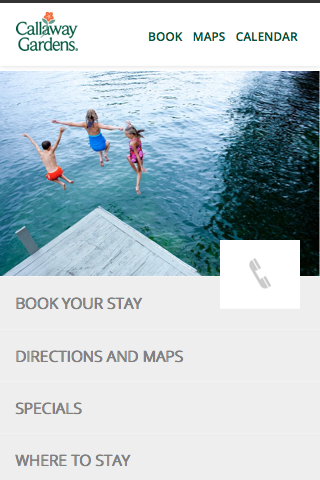 Callaway
Gardens.
BOOK MAPS CALENDAR
BOOK YOUR STAY
DIRECTIONS AND MAPS
SPECIALS
WHERE TO STAY